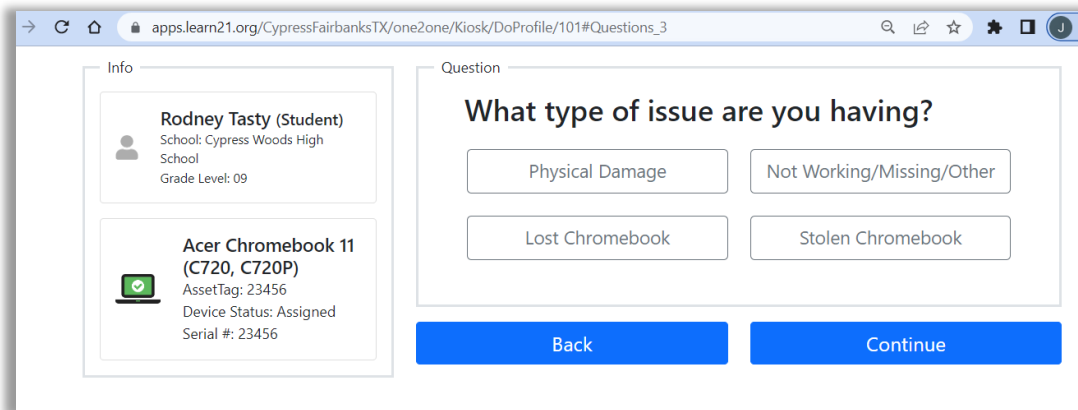 apps.learn21.org/CypressFairbanksTX/one2one/Kiosk/DoProfile/101#Questions_3
J
Info
Rodney Tasty (Student)
School: Cypress Woods High
School
Grade Level: 09
Acer Chromebook 11
(C720, C720P)
AssetTag: 23456
Device Status: Assigned
Serial #: 23456
Question
What type of issue are you having?
Physical Damage
Not Working/Missing/Other
Lost Chromebook
Stolen Chromebook
Back
Continue